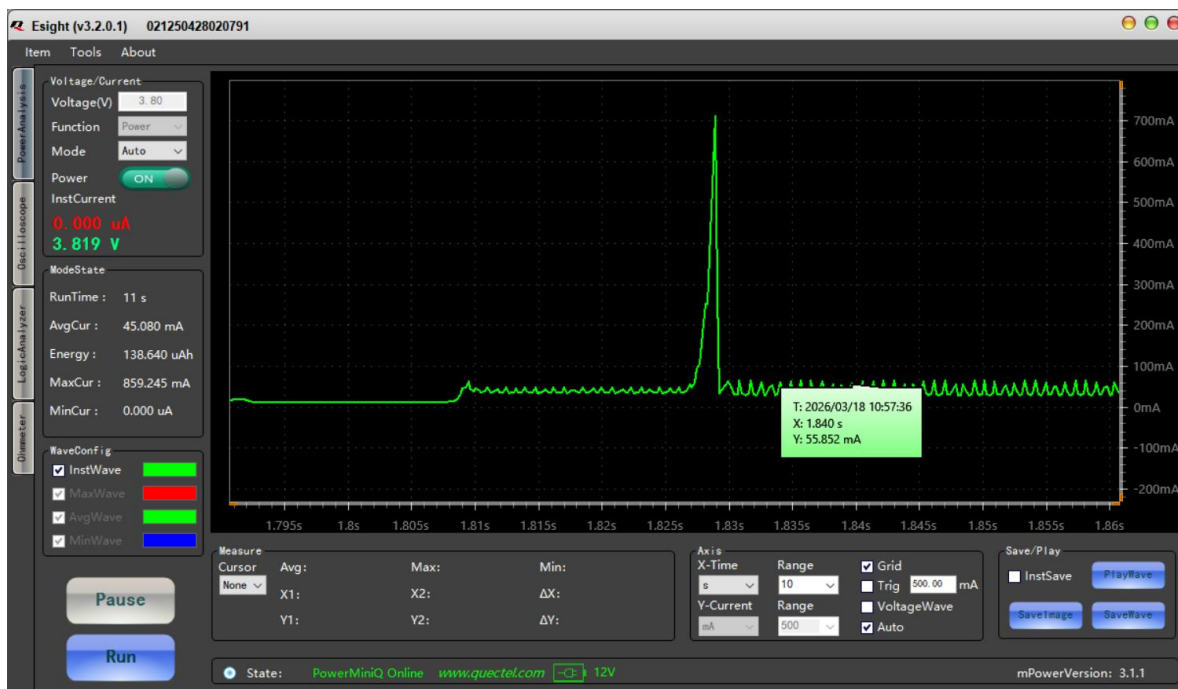 Esight (v3.2.0.1) 021250428020791
Item Tools About
PowerAnalysis
Oscilloscope
LogicAnalyzer
Ohmmeter
Voltage/Current
Voltage(V) 3.80
Function Power
Mode Auto
Power ON
InstCurrent
0.000 uA
3.819 V
ModeState
RunTime : 11 s
AvgCur : 45.080 mA
Energy : 138.640 uAh
MaxCur : 859.245 mA
MinCur : 0.000 uA
WaveConfig
InstWave
MaxWave
AvgWave
MinWave
Pause
Run
700mA
600mA
500mA
400mA
300mA
200mA
100mA
0mA
-100mA
-200mA
T: 2026/03/18 10:57:36
X: 1.840 s
Y: 55.852 mA
1.795s 1.8s 1.805s 1.81s 1.815s 1.82s 1.825s 1.83s 1.835s 1.84s 1.845s 1.85s 1.855s 1.86s
Measure
Cursor Avg: Max: Min:
None
X1: X2: ΔX:
Y1: Y2: ΔY:
Axis
X-Time Range Grid
s 10 Trig 500.00 mA
Y-Current Range VoltageWave
mA 500 Auto
Save/Play
InstSave PlayWave
SaveImage SaveWave
State: PowerMiniQ Online www.quectel.com 12V
mPowerVersion: 3.1.1